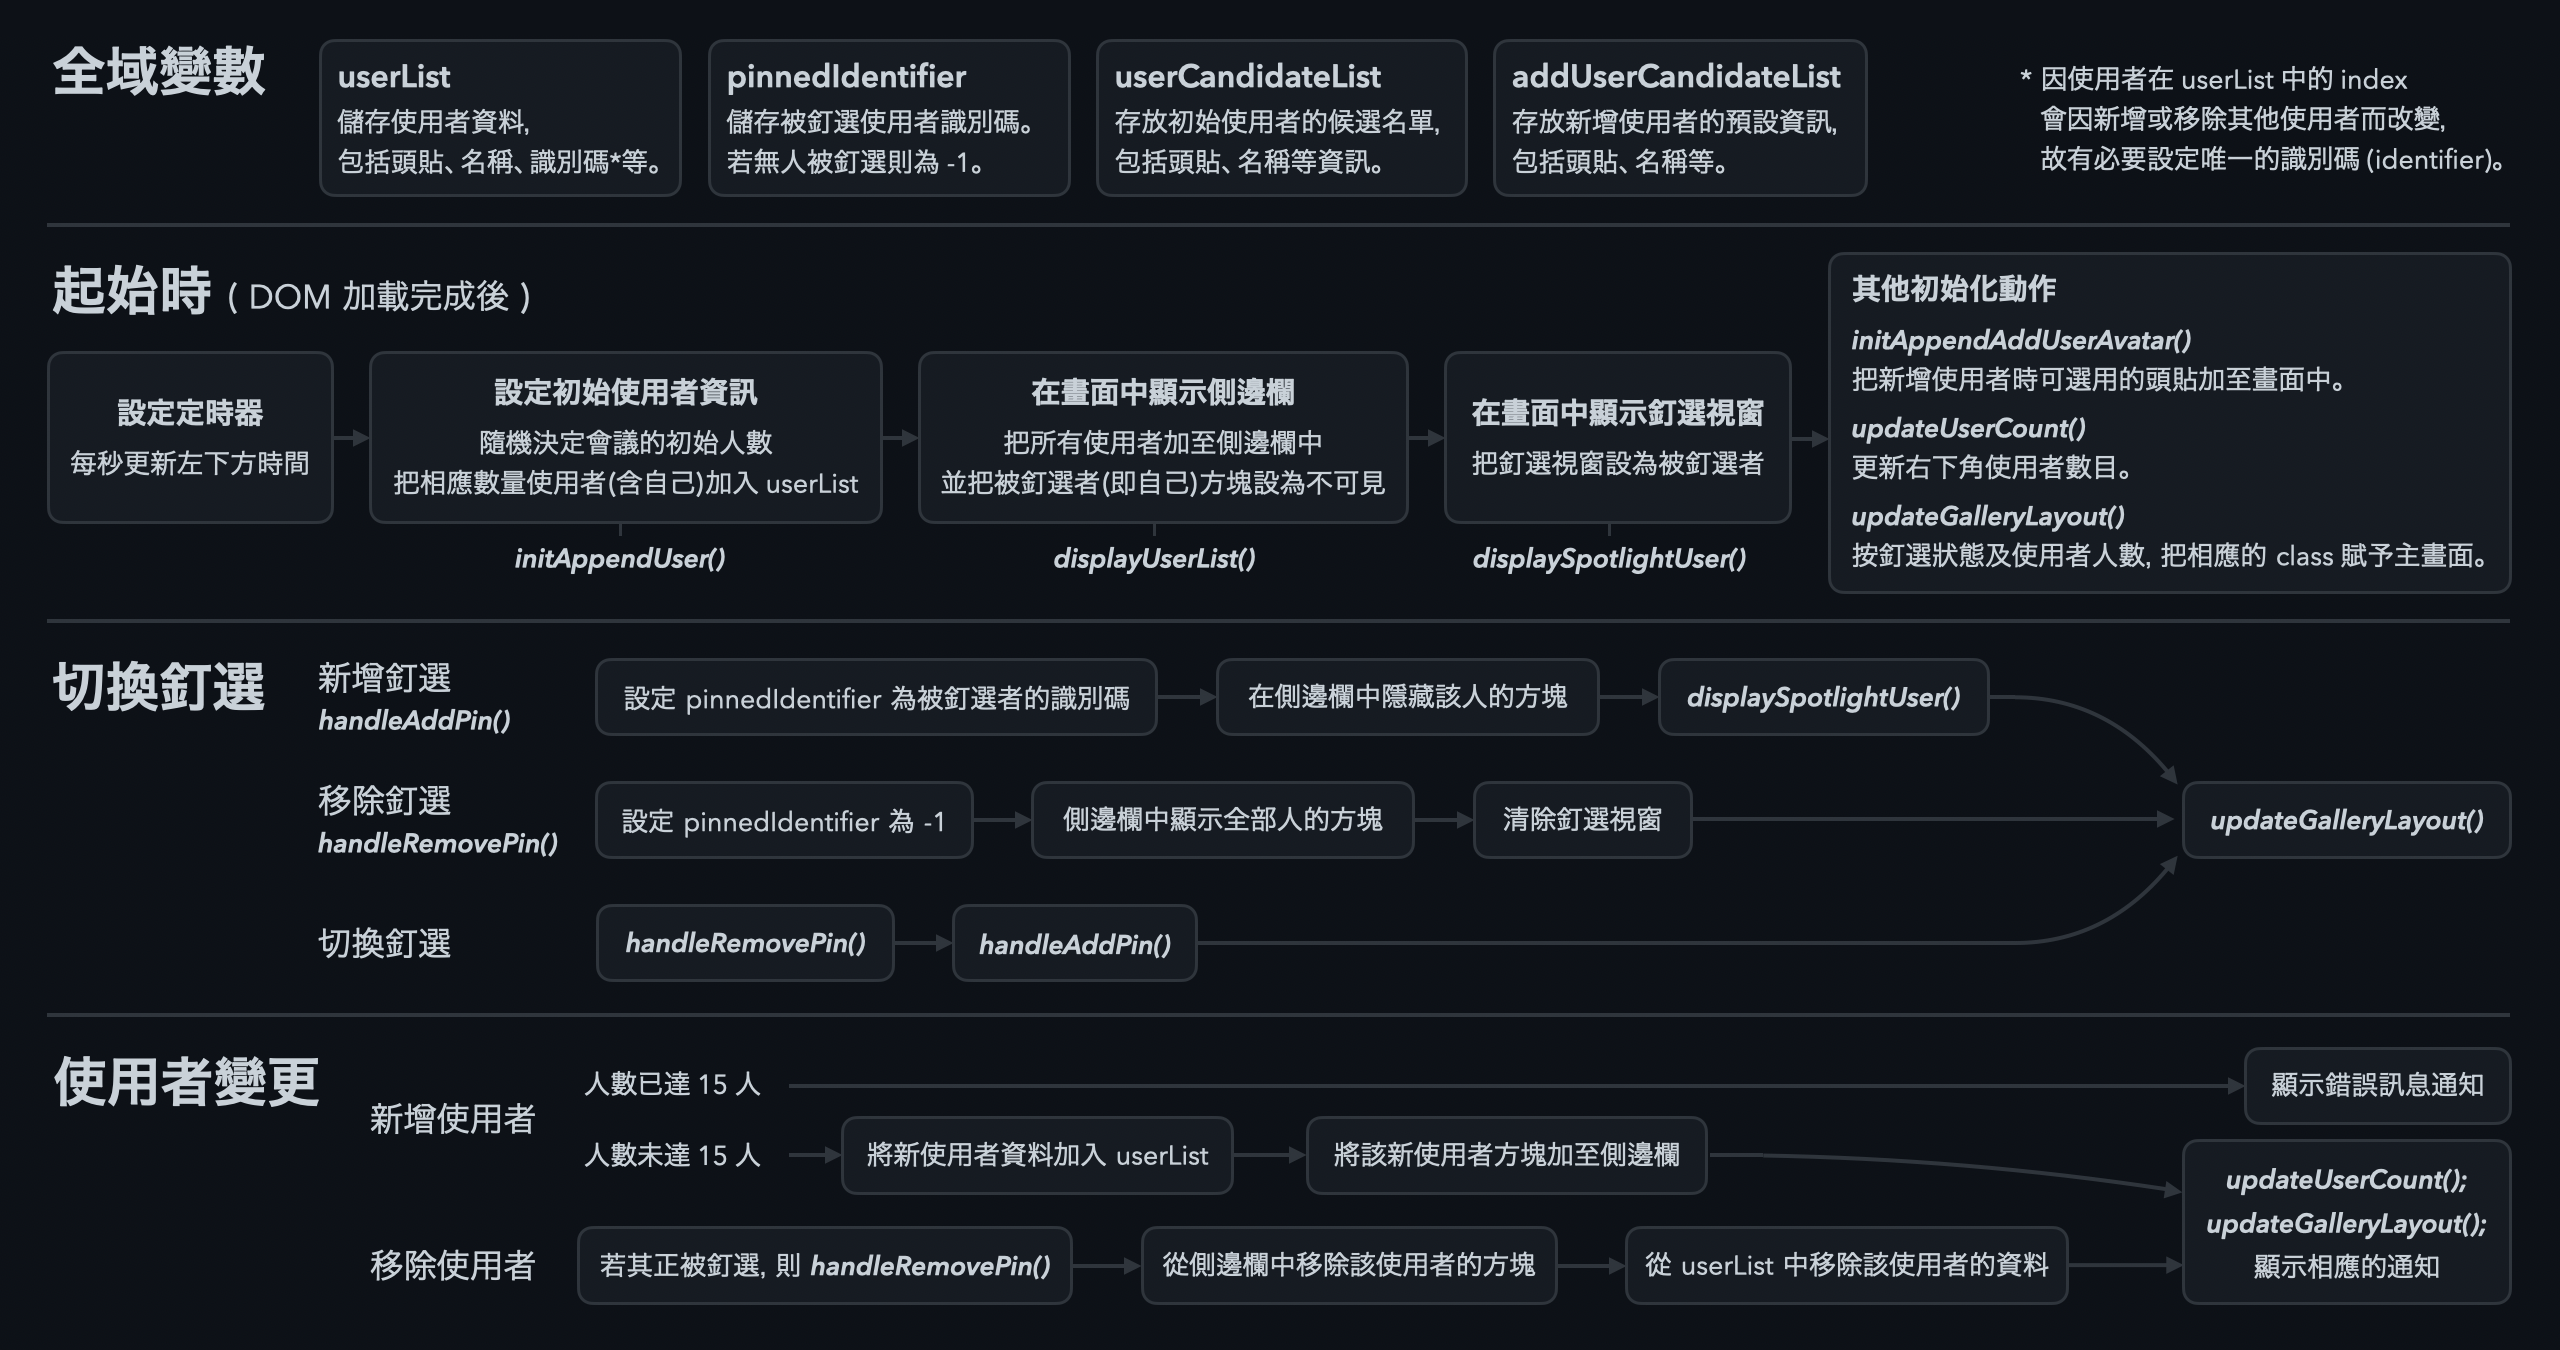 全域變數
userList
儲存使用者資料,
包括頭貼、名稱、識別碼*等。
pinnedIdentifier
儲存被釘選使用者識別碼。
若無人被釘選則為 -1。
userCandidateList
存放初始使用者的候選名單,
包括頭貼、名稱等資訊。
addUserCandidateList
存放新增使用者的預設資訊,
包括頭貼、名稱等。
* 因使用者在 userList 中的 index
會因新增或移除其他使用者而改變,
故有必要設定唯一的識別碼 (identifier)。
起始時 ( DOM 加載完成後 )
設定定時器
每秒更新左下方時間
設定初始使用者資訊
隨機決定會議的初始人數
把相應數量使用者(含自己)加入 userList
initAppendUser()
在畫面中顯示側邊欄
把所有使用者加至側邊欄中
並把被釘選者(即自己)方塊設為不可見
displayUserList()
在畫面中顯示釘選視窗
把釘選視窗設為被釘選者
displaySpotlightUser()
其他初始化動作
initAppendAddUserAvatar()
把新增使用者時可選用的頭貼加至畫面中。
updateUserCount()
更新右下角使用者數目。
updateGalleryLayout()
按釘選狀態及使用者人數, 把相應的 class 賦予主畫面。
切換釘選
新增釘選
handleAddPin()
設定 pinnedIdentifier 為被釘選者的識別碼
在側邊欄中隱藏該人的方塊
displaySpotlightUser()
移除釘選
handleRemovePin()
設定 pinnedIdentifier 為 -1
側邊欄中顯示全部人的方塊
清除釘選視窗
updateGalleryLayout()
切換釘選
handleRemovePin()
handleAddPin()
使用者變更
新增使用者
人數已達 15 人
顯示錯誤訊息通知
人數未達 15 人
將新使用者資料加入 userList
將該新使用者方塊加至側邊欄
移除使用者
若其正被釘選, 則 handleRemovePin()
從側邊欄中移除該使用者的方塊
從 userList 中移除該使用者的資料
updateUserCount();
updateGalleryLayout();
顯示相應的通知